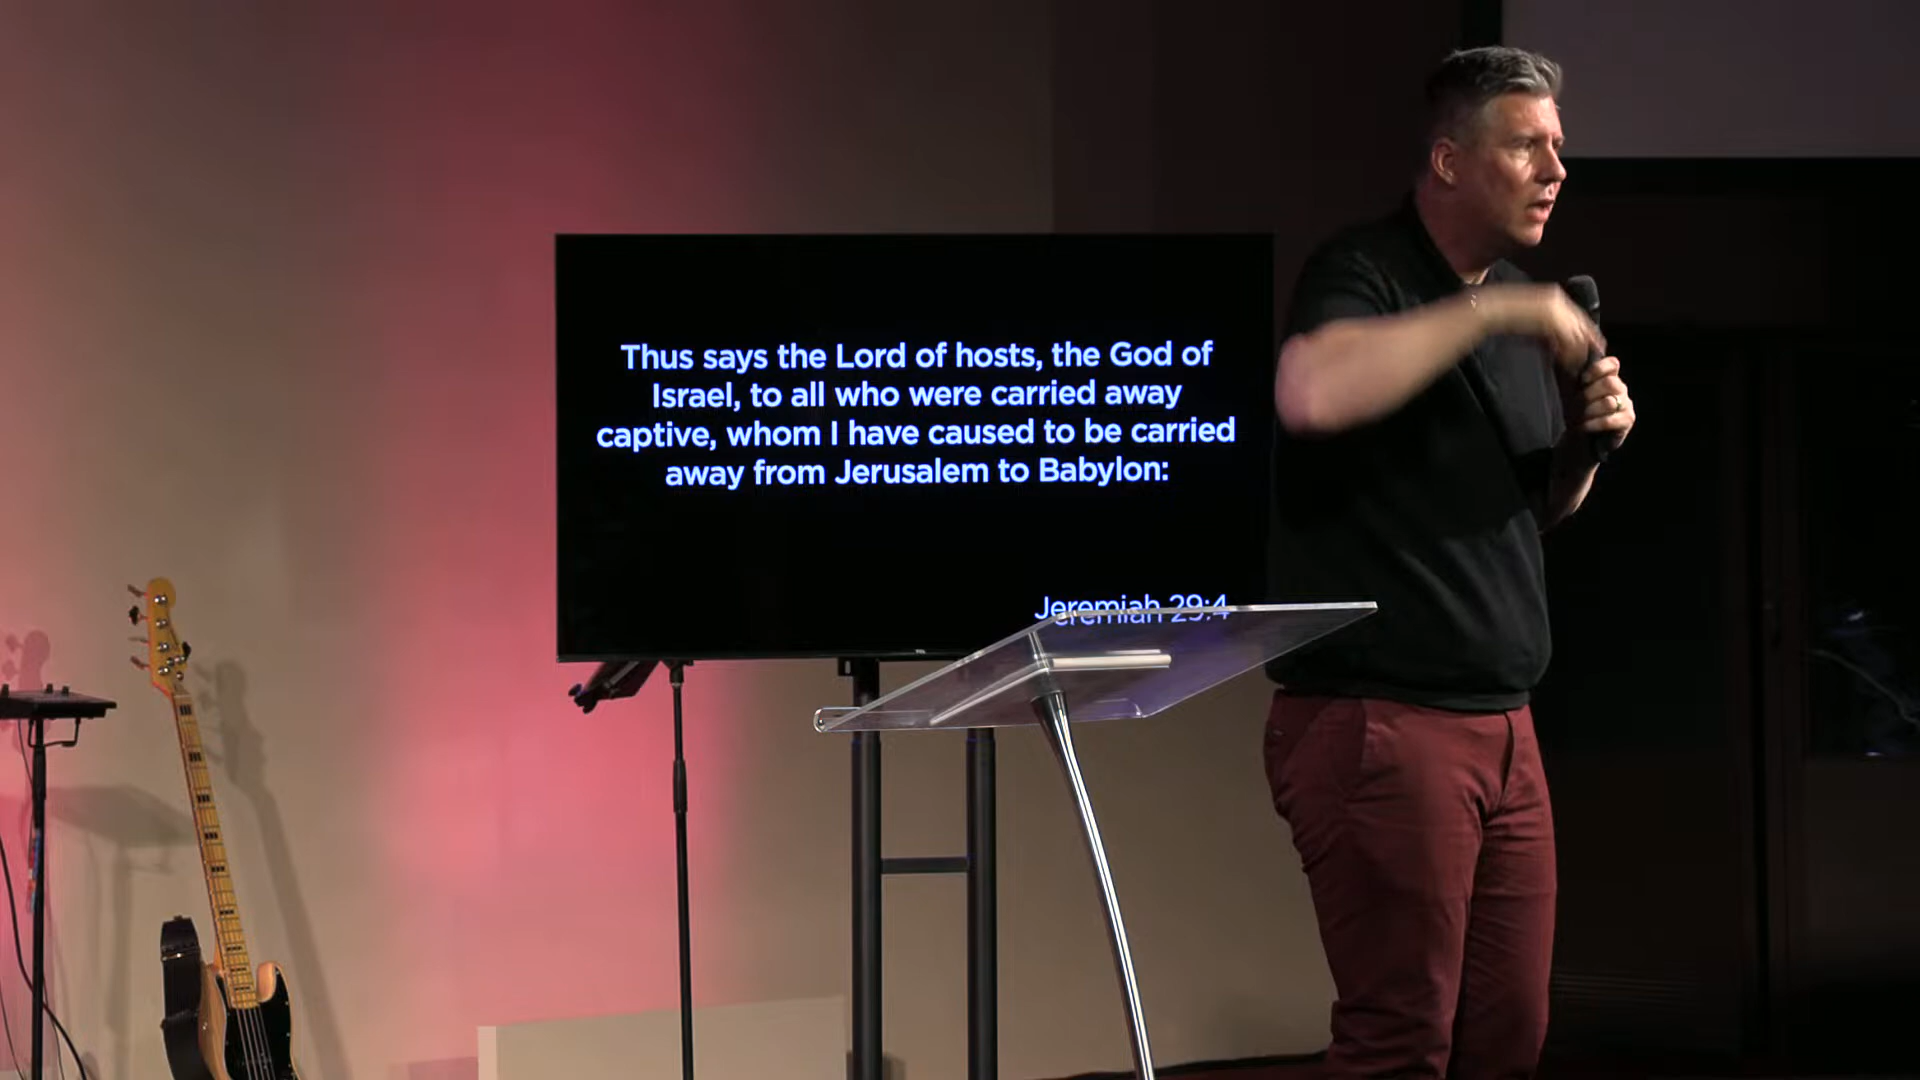 Thus says the Lord of hosts, the God of
Israel, to all who were carried away
captive, whom I have caused to be carried
away from Jerusalem to Babylon:
Jeremiah 29:4